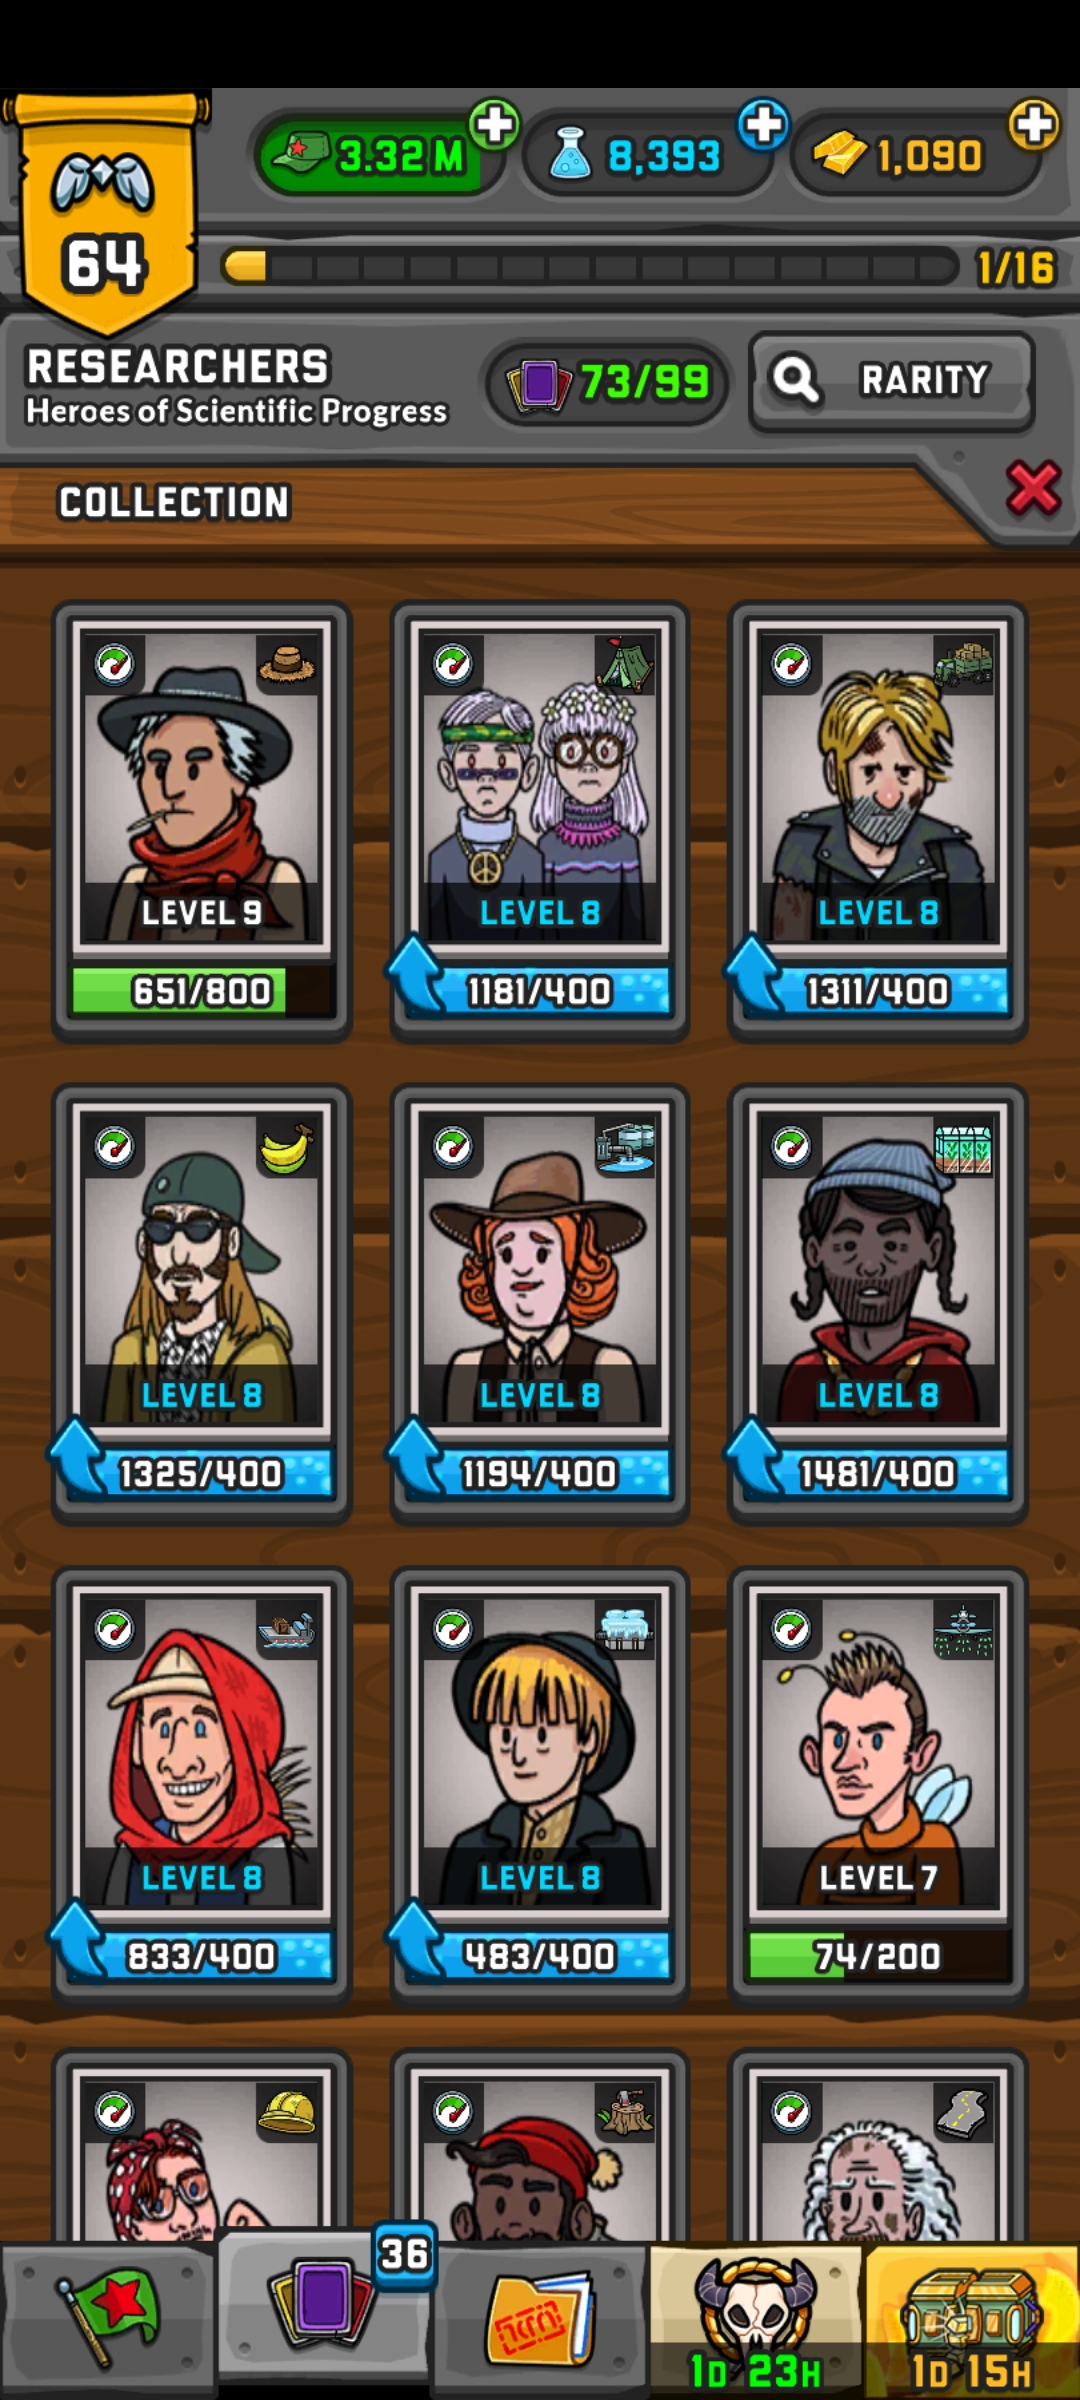 3.32 M
8,393
1,090
64
1/16
RESEARCHERS
Heroes of Scientific Progress
73/99
RARITY
COLLECTION
LEVEL 9
LEVEL 8
LEVEL 8
651/800
1181/400
1311/400
LEVEL 8
LEVEL 8
LEVEL 8
1325/400
1194/400
1481/400
LEVEL 8
LEVEL 8
LEVEL 7
833/400
483/400
74/200
36
1D 23H
1D 15H